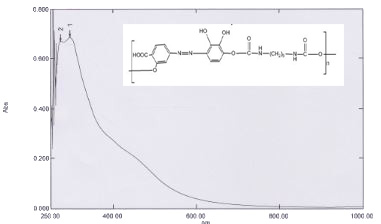 0.800
2
1
HO
OH
HOOC
N=N
O-C-N-(CH2)6-N-C-O
O
O
H
H
O
n
0.600
Abs
0.400
0.200
0.000
250.00
400.00
600.00
800.00
1000.00
nm